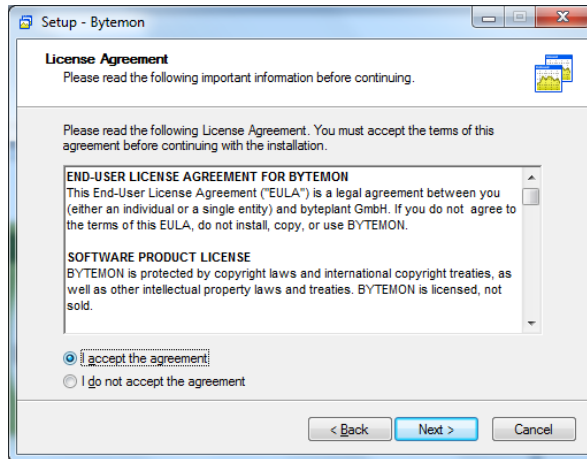 Setup - Bytemon
License Agreement
Please read the following important information before continuing.
Please read the following License Agreement. You must accept the terms of this
agreement before continuing with the installation.
END-USER LICENSE AGREEMENT FOR BYTEMON
This End-User License Agreement ("EULA") is a legal agreement between you
(either an individual or a single entity) and byteplant GmbH. If you do not  agree to
the terms of this EULA, do not install, copy, or use BYTEMON.
SOFTWARE PRODUCT LICENSE
BYTEMON is protected by copyright laws and international copyright treaties, as
well as other intellectual property laws and treaties. BYTEMON is licensed, not
sold.
I accept the agreement
I do not accept the agreement
< Back Next > Cancel